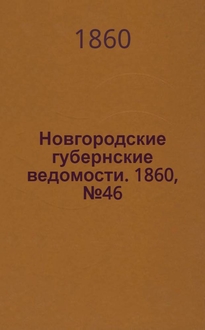 1860
Новгородские
губернские
ведомости. 1860,
№46